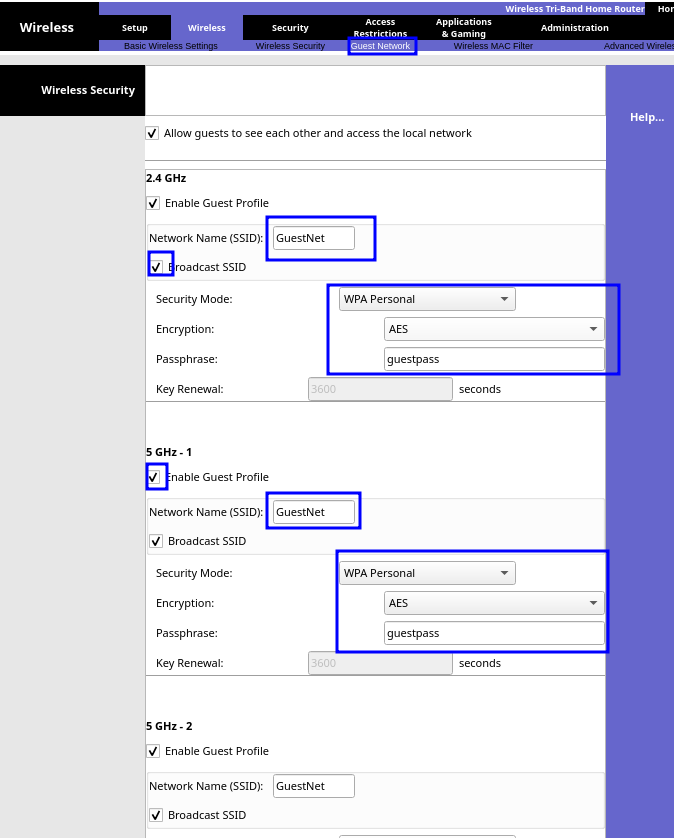 Wireless Tri-Band Home Router
Wireless
Setup
Wireless
Security
Access Restrictions
Applications & Gaming
Administration
Basic Wireless Settings
Wireless Security
Guest Network
Wireless MAC Filter
Wireless Security
Help...
Allow guests to see each other and access the local network
2.4 GHz
Enable Guest Profile
Network Name (SSID): GuestNet
Broadcast SSID
Security Mode: WPA Personal
Encryption: AES
Passphrase: guestpass
Key Renewal: 3600 seconds
5 GHz - 1
Enable Guest Profile
Network Name (SSID): GuestNet
Broadcast SSID
Security Mode: WPA Personal
Encryption: AES
Passphrase: guestpass
Key Renewal: 3600 seconds
5 GHz - 2
Enable Guest Profile
Network Name (SSID): GuestNet
Broadcast SSID